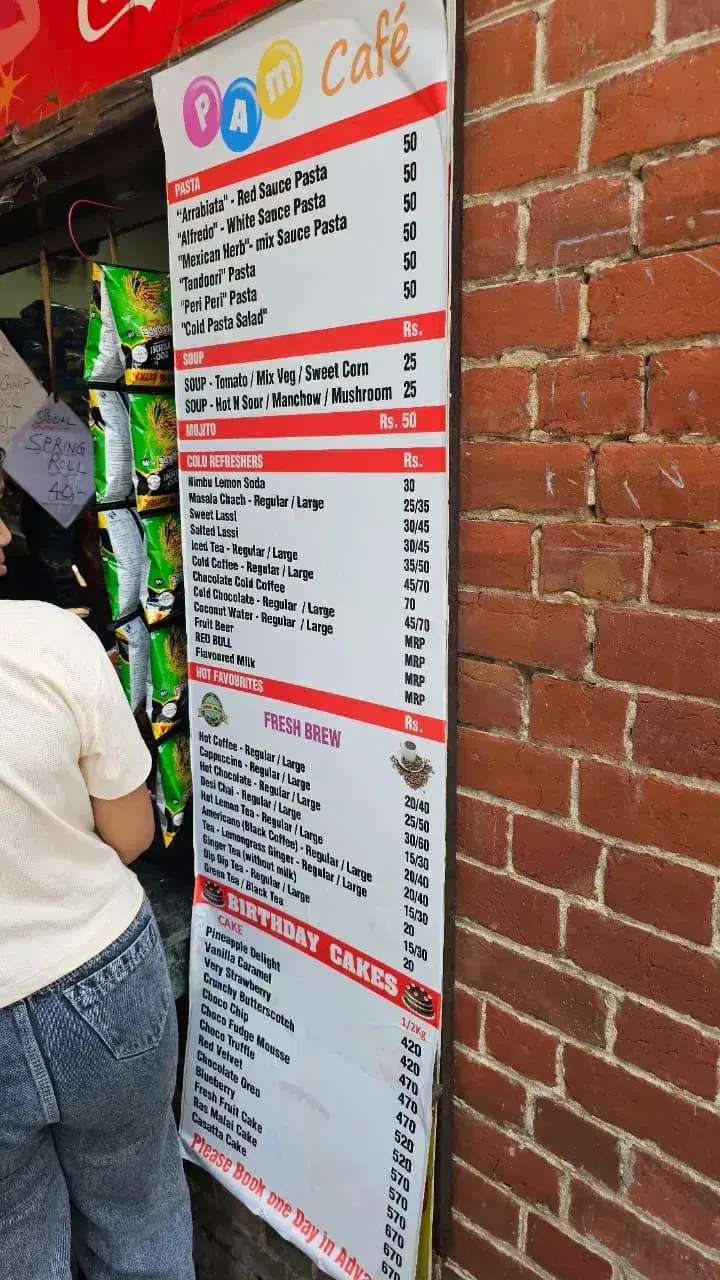 PAM Café
PASTA
"Arrabiata" - Red Sauce Pasta 50
"Alfredo" - White Sauce Pasta 50
"Mexican Herb"- mix Sauce Pasta 50
"Tandoori" Pasta 50
"Peri Peri" Pasta 50
"Cold Pasta Salad" 50
SOUP Rs.
SOUP - Tomato / Mix Veg / Sweet Corn 25
SOUP - Hot N Sour / Manchow / Mushroom 25
MOJITO Rs. 50
COLD REFRESHERS Rs.
Nimbu Lemon Soda 30
Masala Chach - Regular / Large 25/35
Sweet Lassi 30/45
Salted Lassi 30/45
Iced Tea - Regular / Large 35/50
Cold Coffee - Regular / Large 45/70
Chocolate Cold Coffee 70
Cold Chocolate - Regular / Large 45/70
Coconut Water - Regular / Large MRP
Fruit Beer MRP
RED BULL MRP
Flavoured Milk MRP
HOT FAVOURITES Rs.
FRESH BREW
Hot Coffee - Regular / Large 20/40
Cappuccino - Regular / Large 25/50
Hot Chocolate - Regular / Large 30/60
Desi Chai - Regular / Large 15/30
Hot Lemon Tea - Regular / Large 20/40
Americano (Black Coffee) - Regular / Large 20/40
Tea - Lemongrass Ginger - Regular / Large 15/30
Ginger Tea (without milk) 20
Dip Dip Tea - Regular / Large 15/30
Green Tea / Black Tea 20
BIRTHDAY CAKES
CAKE 1/2Kg
Pineapple Delight 420
Vanilla Caramel 420
Very Strawberry 470
Crunchy Butterscotch 470
Choco Chip 470
Choco Fudge Mousse 520
Choco Truffle 520
Red Velvet 570
Chocolate Oreo 570
Blueberry 570
Fresh Fruit Cake 670
Ras Malai Cake 670
Casatta Cake 670
Please Book one Day in Adva
SPECIAL
SPRING
ROLL
40/-